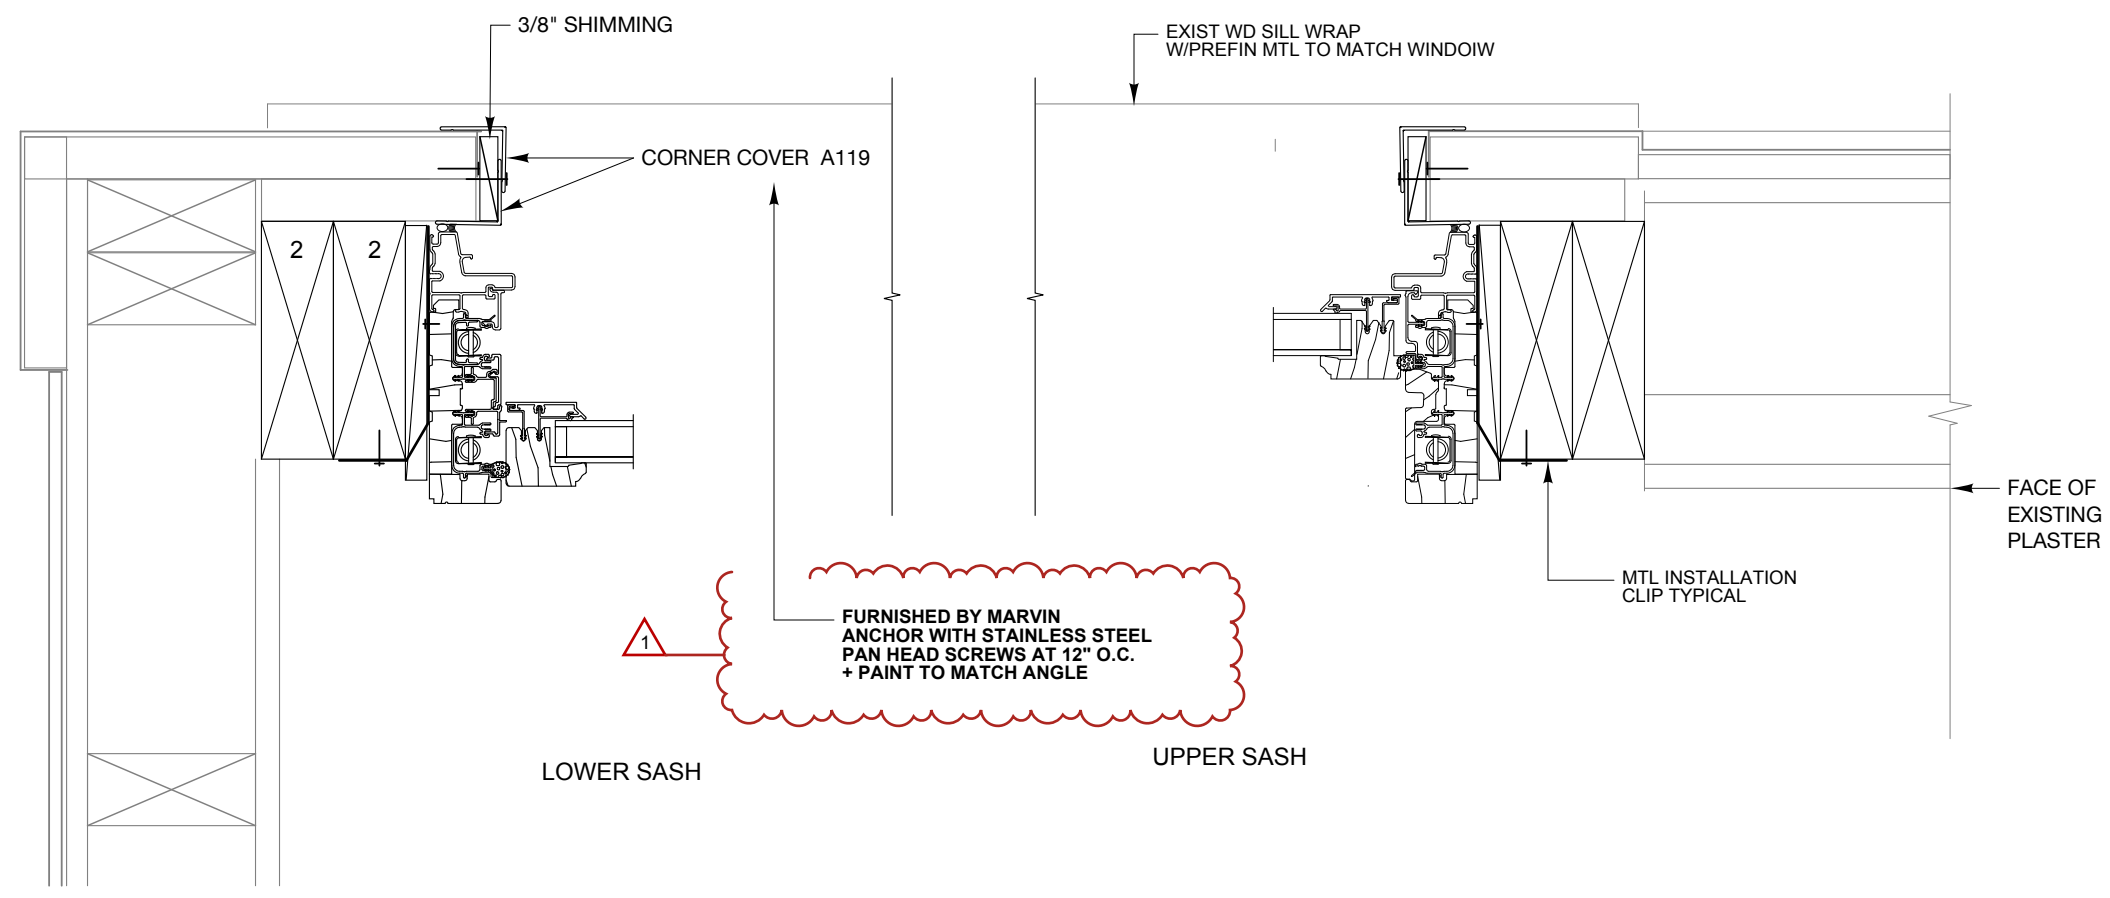 3/8" SHIMMING
EXIST WD SILL WRAP
W/PREFIN MTL TO MATCH WINDOIW
CORNER COVER A119
2 2
FACE OF
EXISTING
PLASTER
MTL INSTALLATION
CLIP TYPICAL
1
FURNISHED BY MARVIN
ANCHOR WITH STAINLESS STEEL
PAN HEAD SCREWS AT 12" O.C.
+ PAINT TO MATCH ANGLE
LOWER SASH
UPPER SASH